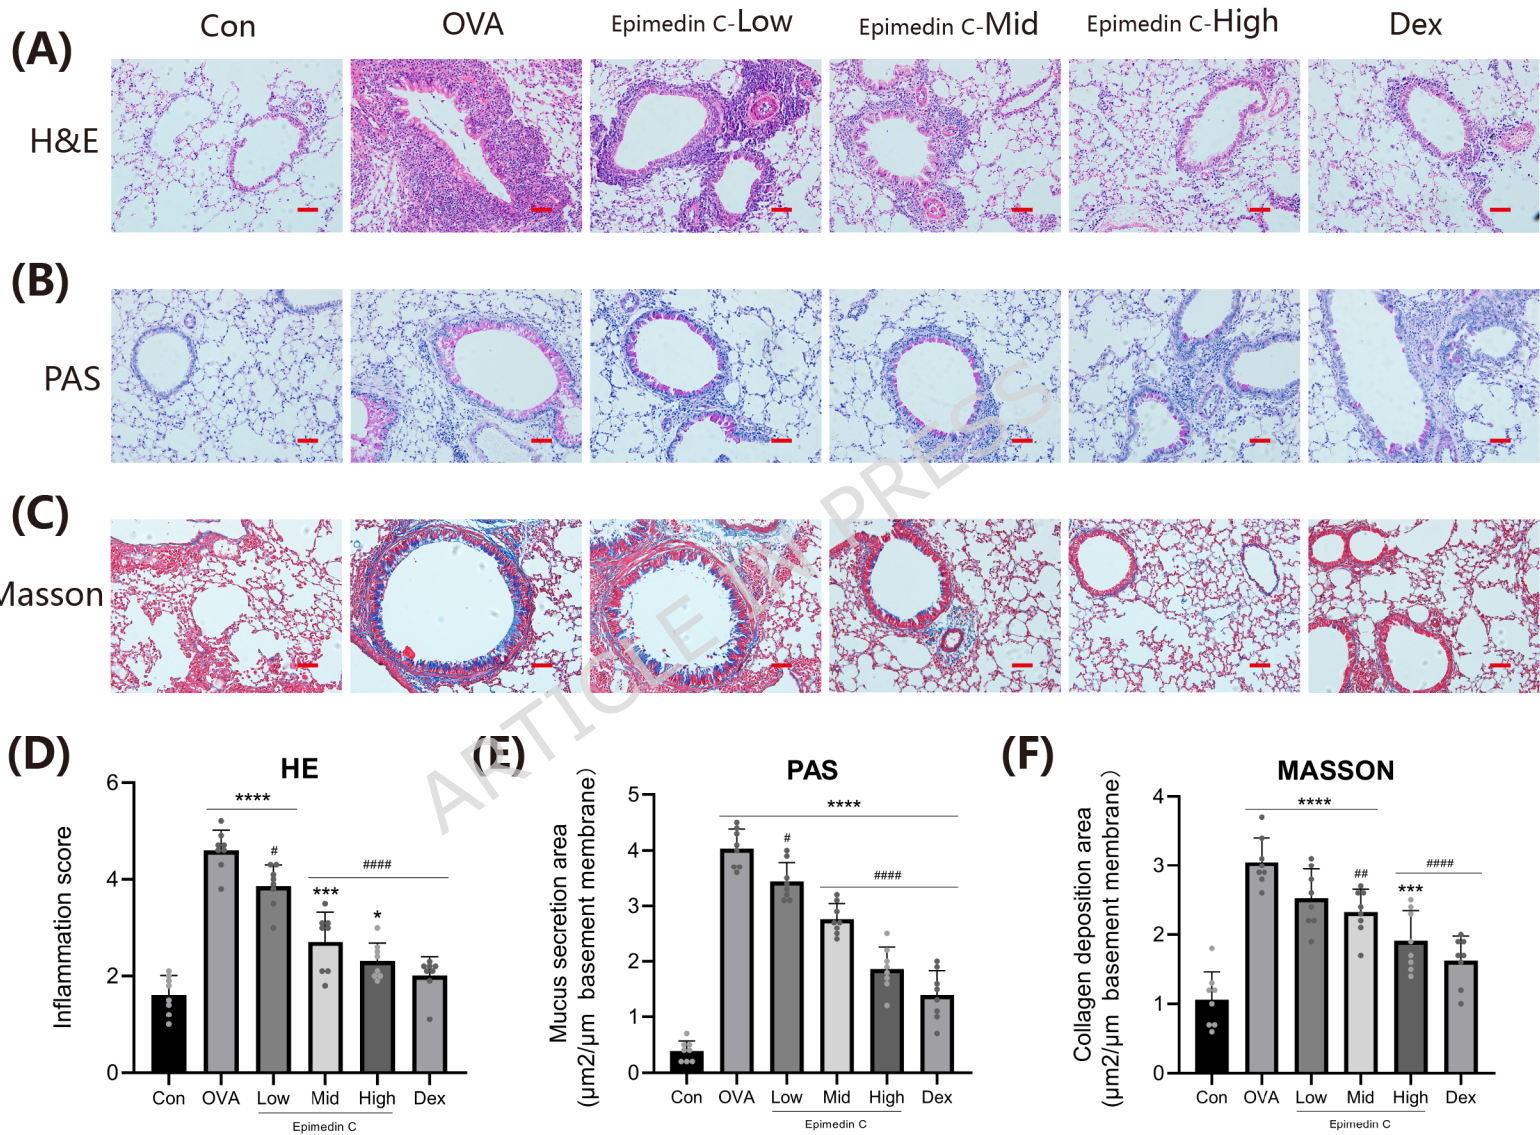 Con OVA Epimedin C-Low Epimedin C-Mid Epimedin C-High Dex
(A)
H&E
(B)
PAS
(C)
Masson
ARTICLE IN PRESS
(D)
HE
Inflammation score
6
4
2
0
**** # *** * ####
Con OVA Low Mid High Dex
Epimedin C
(E)
PAS
Mucus secretion area
(μm2/μm basement membrane)
5
4
3
2
1
0
**** # ####
Con OVA Low Mid High Dex
Epimedin C
(F)
MASSON
Collagen deposition area
(μm2/μm basement membrane)
4
3
2
1
0
**** ## *** ####
Con OVA Low Mid High Dex
Epimedin C